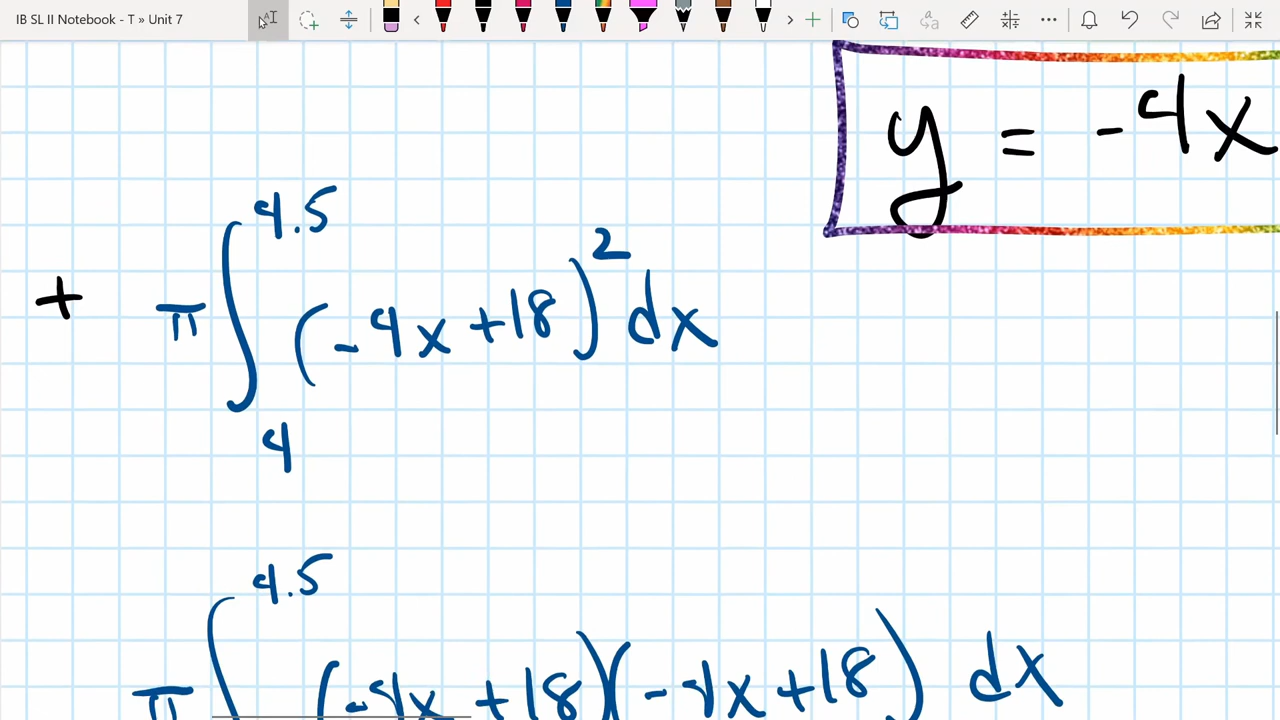 IB SL II Notebook - T » Unit 7
y = -4x
+ π ∫₄^4.5 (-4x+18)² dx
π ∫^4.5 (-4x+18)(-4x+18) dx